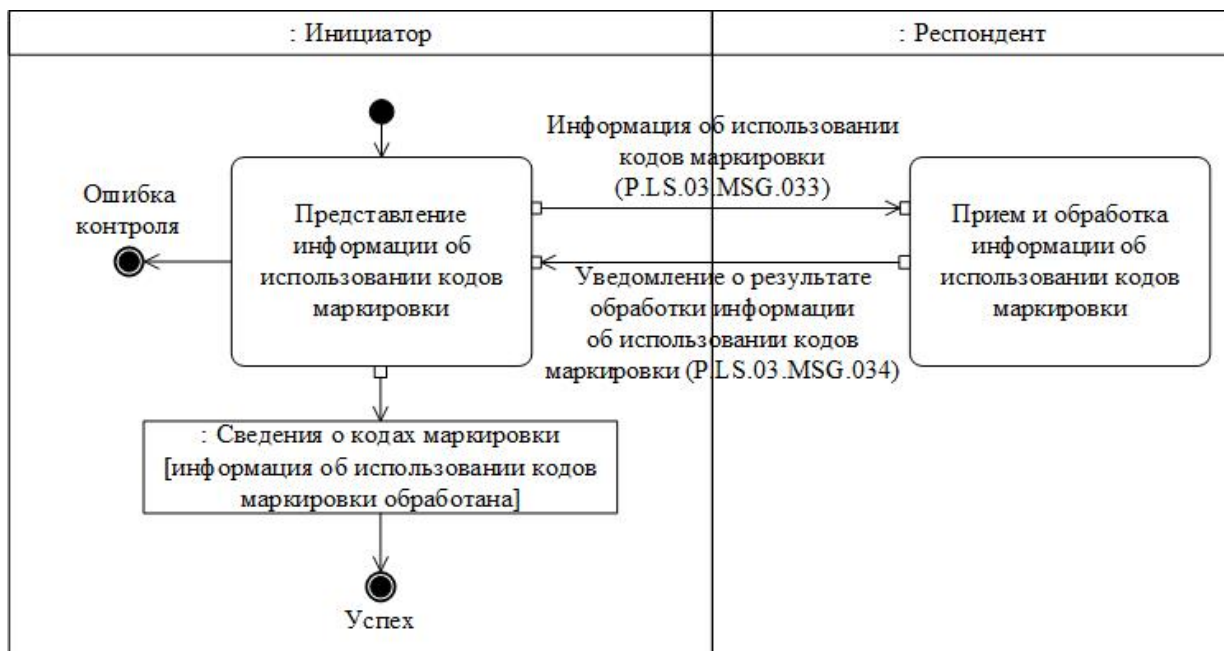 : Инициатор
: Респондент
Информация об использовании
кодов маркировки
(P.LS.03.MSG.033)
Ошибка
контроля
Представление
информации об
использовании кодов
маркировки
Прием и обработка
информации об
использовании кодов
маркировки
Уведомление о результате
обработки информации
об использовании кодов
маркировки (P.LS.03.MSG.034)
: Сведения о кодах маркировки
[информация об использовании кодов
маркировки обработана]
Успех